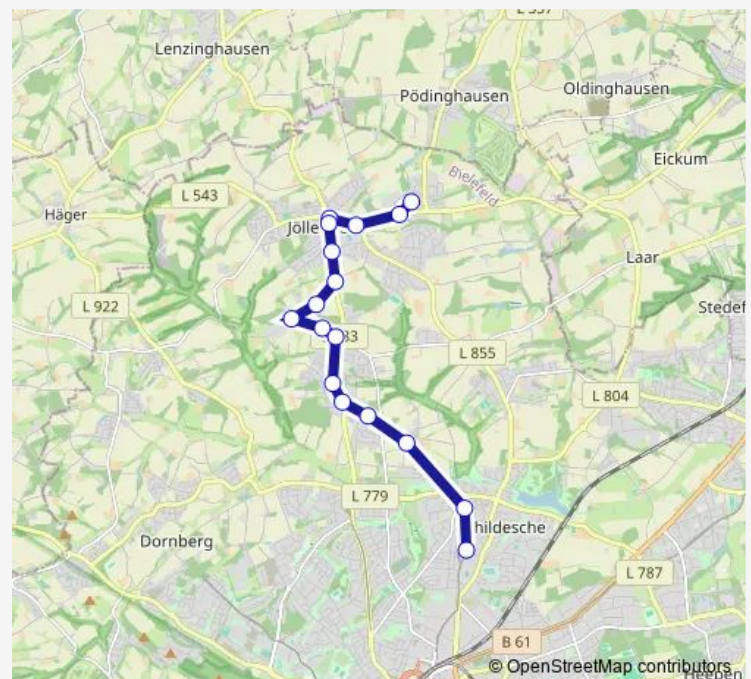 L 557
Lenzinghausen
Oldinghausen
Pödinghausen
Eickum
Bielefeld
L 543
Häger
Jölle
Laar
L 922
Stedef
83
L 855
L 804
L 779
hildesche
Dornberg
L 787
B 61
© OpenStreetMap contributors
Heepen